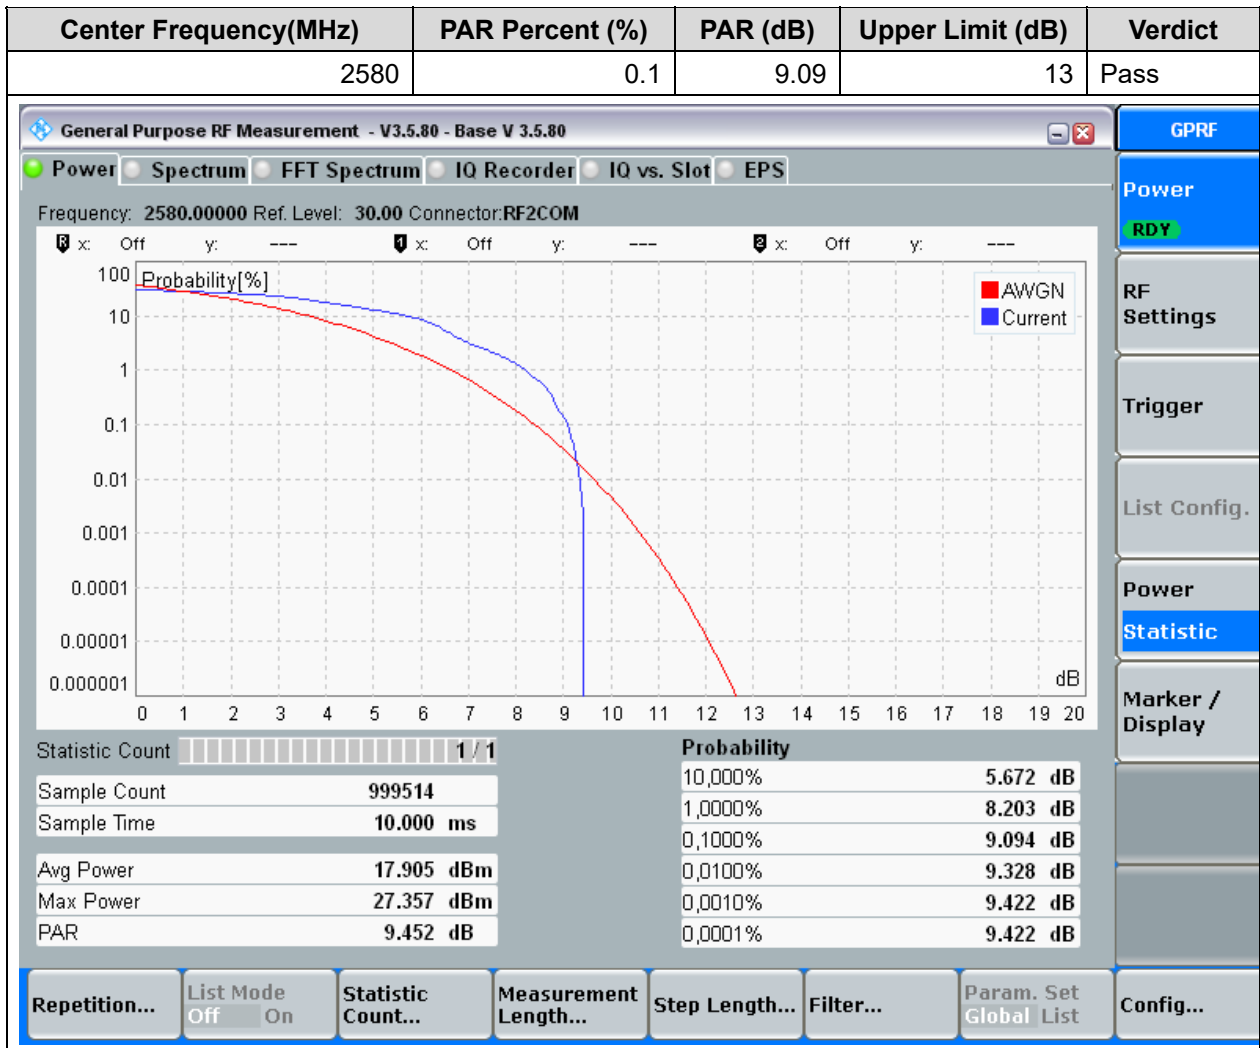 Center Frequency(MHz) PAR Percent (%) PAR (dB) Upper Limit (dB) Verdict
2580 0.1 9.09 13 Pass
General Purpose RF Measurement - V3.5.80 - Base V 3.5.80
GPRF
Power Spectrum FFT Spectrum IQ Recorder IQ vs. Slot EPS
Power
RDY
Frequency: 2580.00000 Ref. Level: 30.00 Connector:RF2COM
R x: Off y: --- 1 x: Off y: --- 2 x: Off y: ---
Probability[%]
AWGN
Current
100
10
1
0.1
0.01
0.001
0.0001
0.00001
0.000001
dB
0 1 2 3 4 5 6 7 8 9 10 11 12 13 14 15 16 17 18 19 20
RF
Settings
Trigger
List Config.
Power
Statistic
Marker /
Display
Statistic Count 1 / 1
Sample Count 999514
Sample Time 10.000 ms
Avg Power 17.905 dBm
Max Power 27.357 dBm
PAR 9.452 dB
Probability
10,000% 5.672 dB
1,0000% 8.203 dB
0,1000% 9.094 dB
0,0100% 9.328 dB
0,0010% 9.422 dB
0,0001% 9.422 dB
Repetition...
List Mode
Off On
Statistic
Count...
Measurement
Length...
Step Length...
Filter...
Param. Set
Global List
Config...